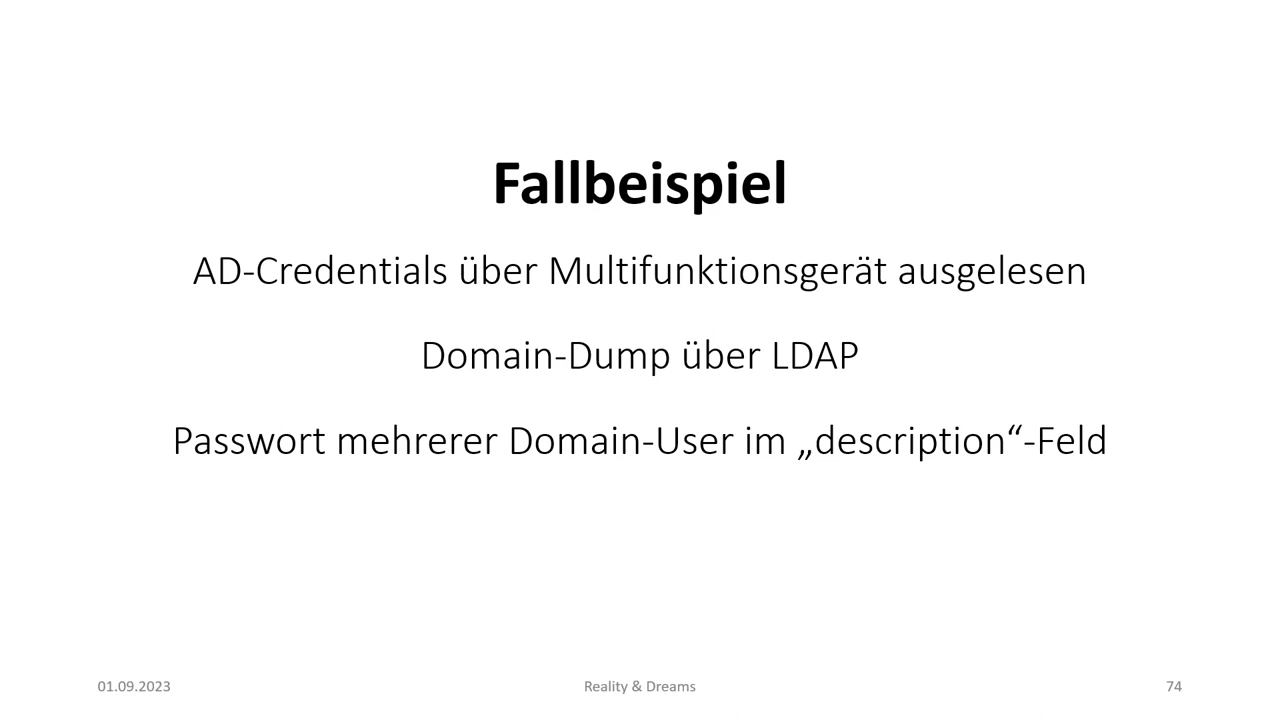 Fallbeispiel
AD-Credentials über Multifunktionsgerät ausgelesen
Domain-Dump über LDAP
Passwort mehrerer Domain-User im „description“-Feld
01.09.2023
Reality & Dreams
74